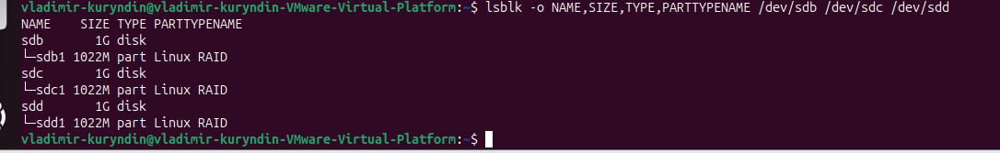 vladimir-kuryndin@vladimir-kuryndin-VMware-Virtual-Platform:~$ lsblk -o NAME,SIZE,TYPE,PARTTYPENAME /dev/sdb /dev/sdc /dev/sdd
NAME    SIZE TYPE PARTTYPENAME
sdb       1G disk
└─sdb1 1022M part Linux RAID
sdc       1G disk
└─sdc1 1022M part Linux RAID
sdd       1G disk
└─sdd1 1022M part Linux RAID
vladimir-kuryndin@vladimir-kuryndin-VMware-Virtual-Platform:~$